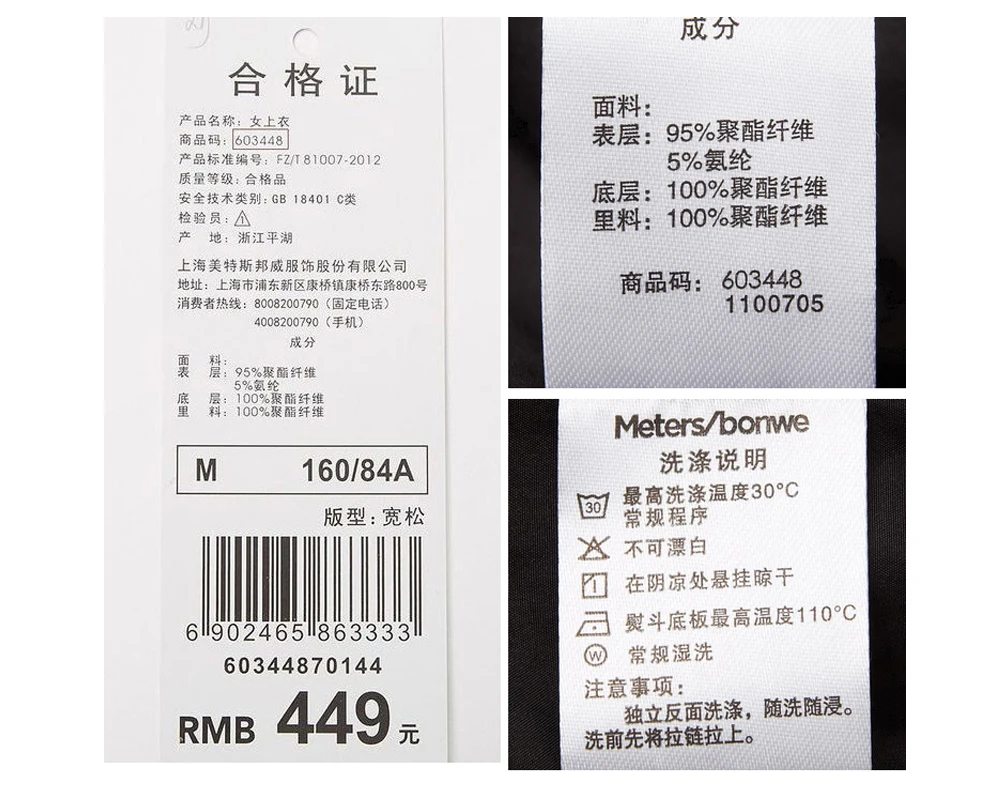 合格证
产品名称: 女上衣
商品码: 603448
产品标准编号: FZ/T 81007-2012
质量等级: 合格品
安全技术类别: GB 18401 C类
检验员: 1
产 地: 浙江平湖
上海美特斯邦威服饰股份有限公司
地址: 上海市浦东新区康桥镇康桥东路800号
消费者热线: 8008200790 (固定电话)
4008200790 (手机)
成分
面 料:
表 层: 95%聚酯纤维
5%氨纶
底 层: 100%聚酯纤维
里 料: 100%聚酯纤维
M 160/84A
版型: 宽松
6 902465 863333
60344870144
RMB 449 元
成分
面料:
表层: 95%聚酯纤维
5%氨纶
底层: 100%聚酯纤维
里料: 100%聚酯纤维
商品码: 603448
1100705
Meters/bonwe
洗涤说明
30 最高洗涤温度30°C
常规程序
不可漂白
在阴凉处悬挂晾干
熨斗底板最高温度110°C
W 常规湿洗
注意事项:
独立反面洗涤，随洗随浸。
洗前先将拉链拉上。